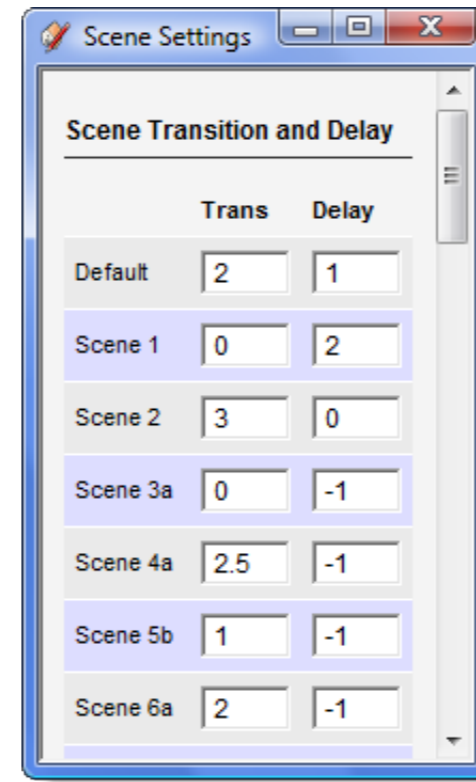 Scene Settings
Scene Transition and Delay
Trans Delay
Default 2 1
Scene 1 0 2
Scene 2 3 0
Scene 3a 0 -1
Scene 4a 2.5 -1
Scene 5b 1 -1
Scene 6a 2 -1